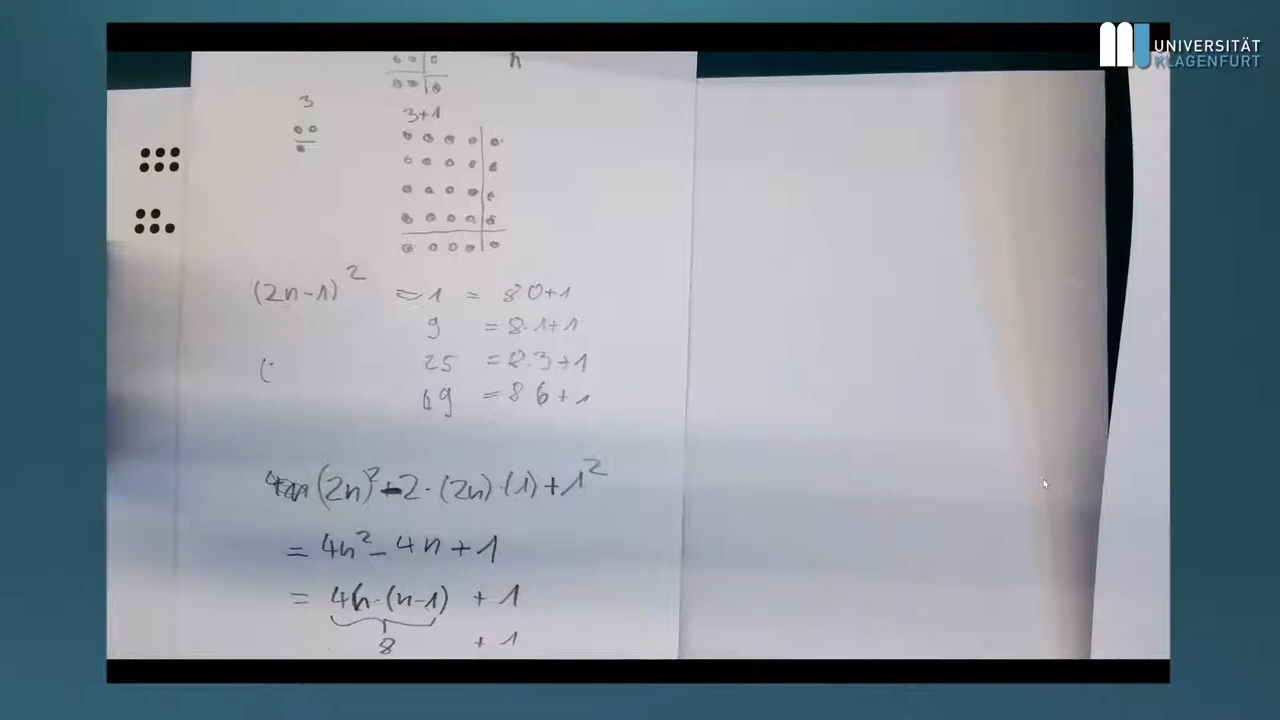 UNIVERSITÄT
KLAGENFURT
n
3
3+1
(2n-1)² = 1 = 8·0+1
9 = 8·1+1
( 25 = 8·3+1
49 = 8·6+1
(2n)² - 2·(2n)·(1) + 1²
= 4n² - 4n + 1
= 4n·(n-1) + 1
8 + 1